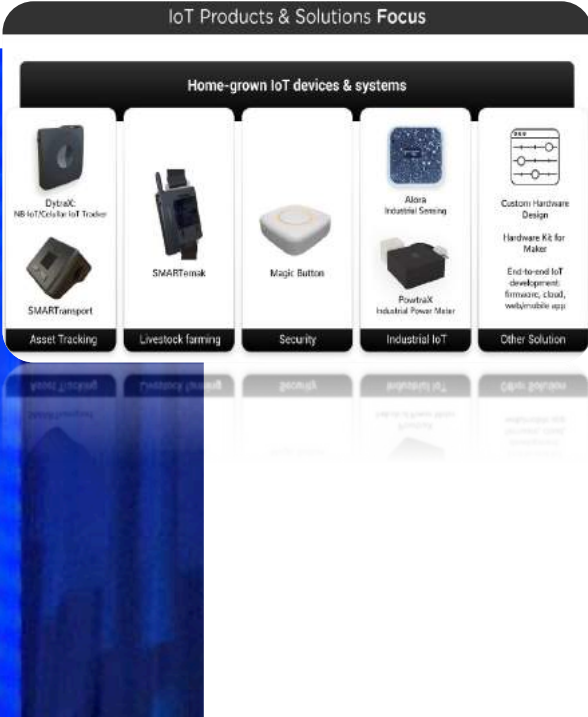 IoT Products & Solutions Focus
Home-grown IoT devices & systems
DytraX:
NB IoT/Cellular IoT Tracker
SMARTransport
Asset Tracking
SMARTernak
Livestock farming
Magic Button
Security
Alora
Industrial Sensing
PowtraX
Industrial Power Meter
Industrial IoT
Custom Hardware
Design
Hardware Kit for
Maker
End-to-end IoT
development:
firmware, cloud,
web/mobile app
Other Solution